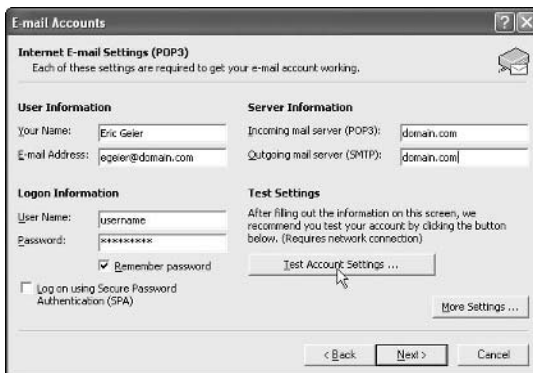 E-mail Accounts
Internet E-mail Settings (POP3)
Each of these settings are required to get your e-mail account working.
User Information
Your Name: Eric Geier
E-mail Address: egeier@domain.com
Server Information
Incoming mail server (POP3): domain.com
Outgoing mail server (SMTP): domain.com
Logon Information
User Name: username
Password: *********
Remember password
Log on using Secure Password
Authentication (SPA)
Test Settings
After filling out the information on this screen, we
recommend you test your account by clicking the button
below. (Requires network connection)
Test Account Settings ...
More Settings ...
< Back
Next >
Cancel